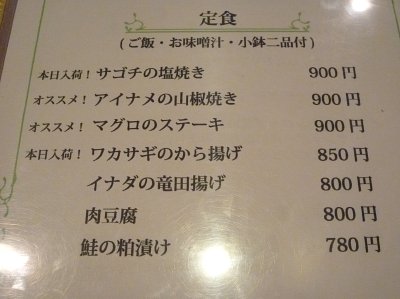 定食
(ご飯・お味噌汁・小鉢二品付)
本日入荷! サゴチの塩焼き 900円
オススメ! アイナメの山椒焼き 900円
オススメ! マグロのステーキ 900円
本日入荷! ワカサギのから揚げ 850円
イナダの竜田揚げ 800円
肉豆腐 800円
鮭の粕漬け 780円